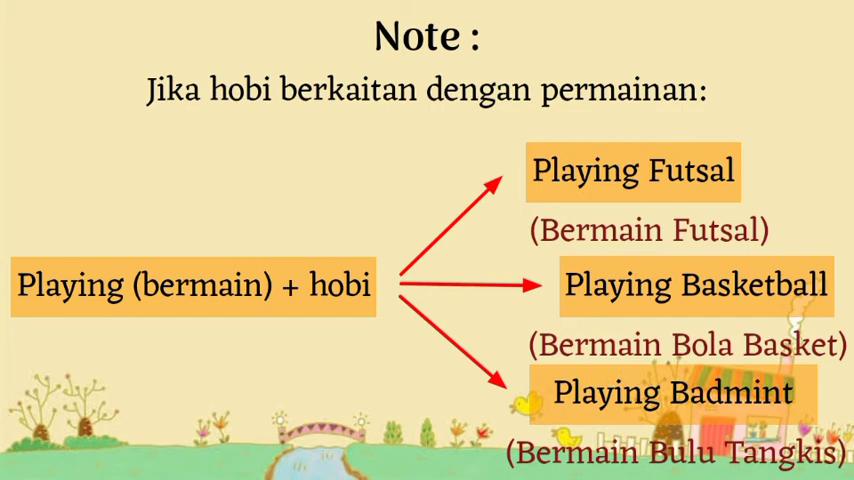 Note :
Jika hobi berkaitan dengan permainan:
Playing Futsal
(Bermain Futsal)
Playing (bermain) + hobi
Playing Basketball
(Bermain Bola Basket)
Playing Badmint
(Bermain Bulu Tangkis)